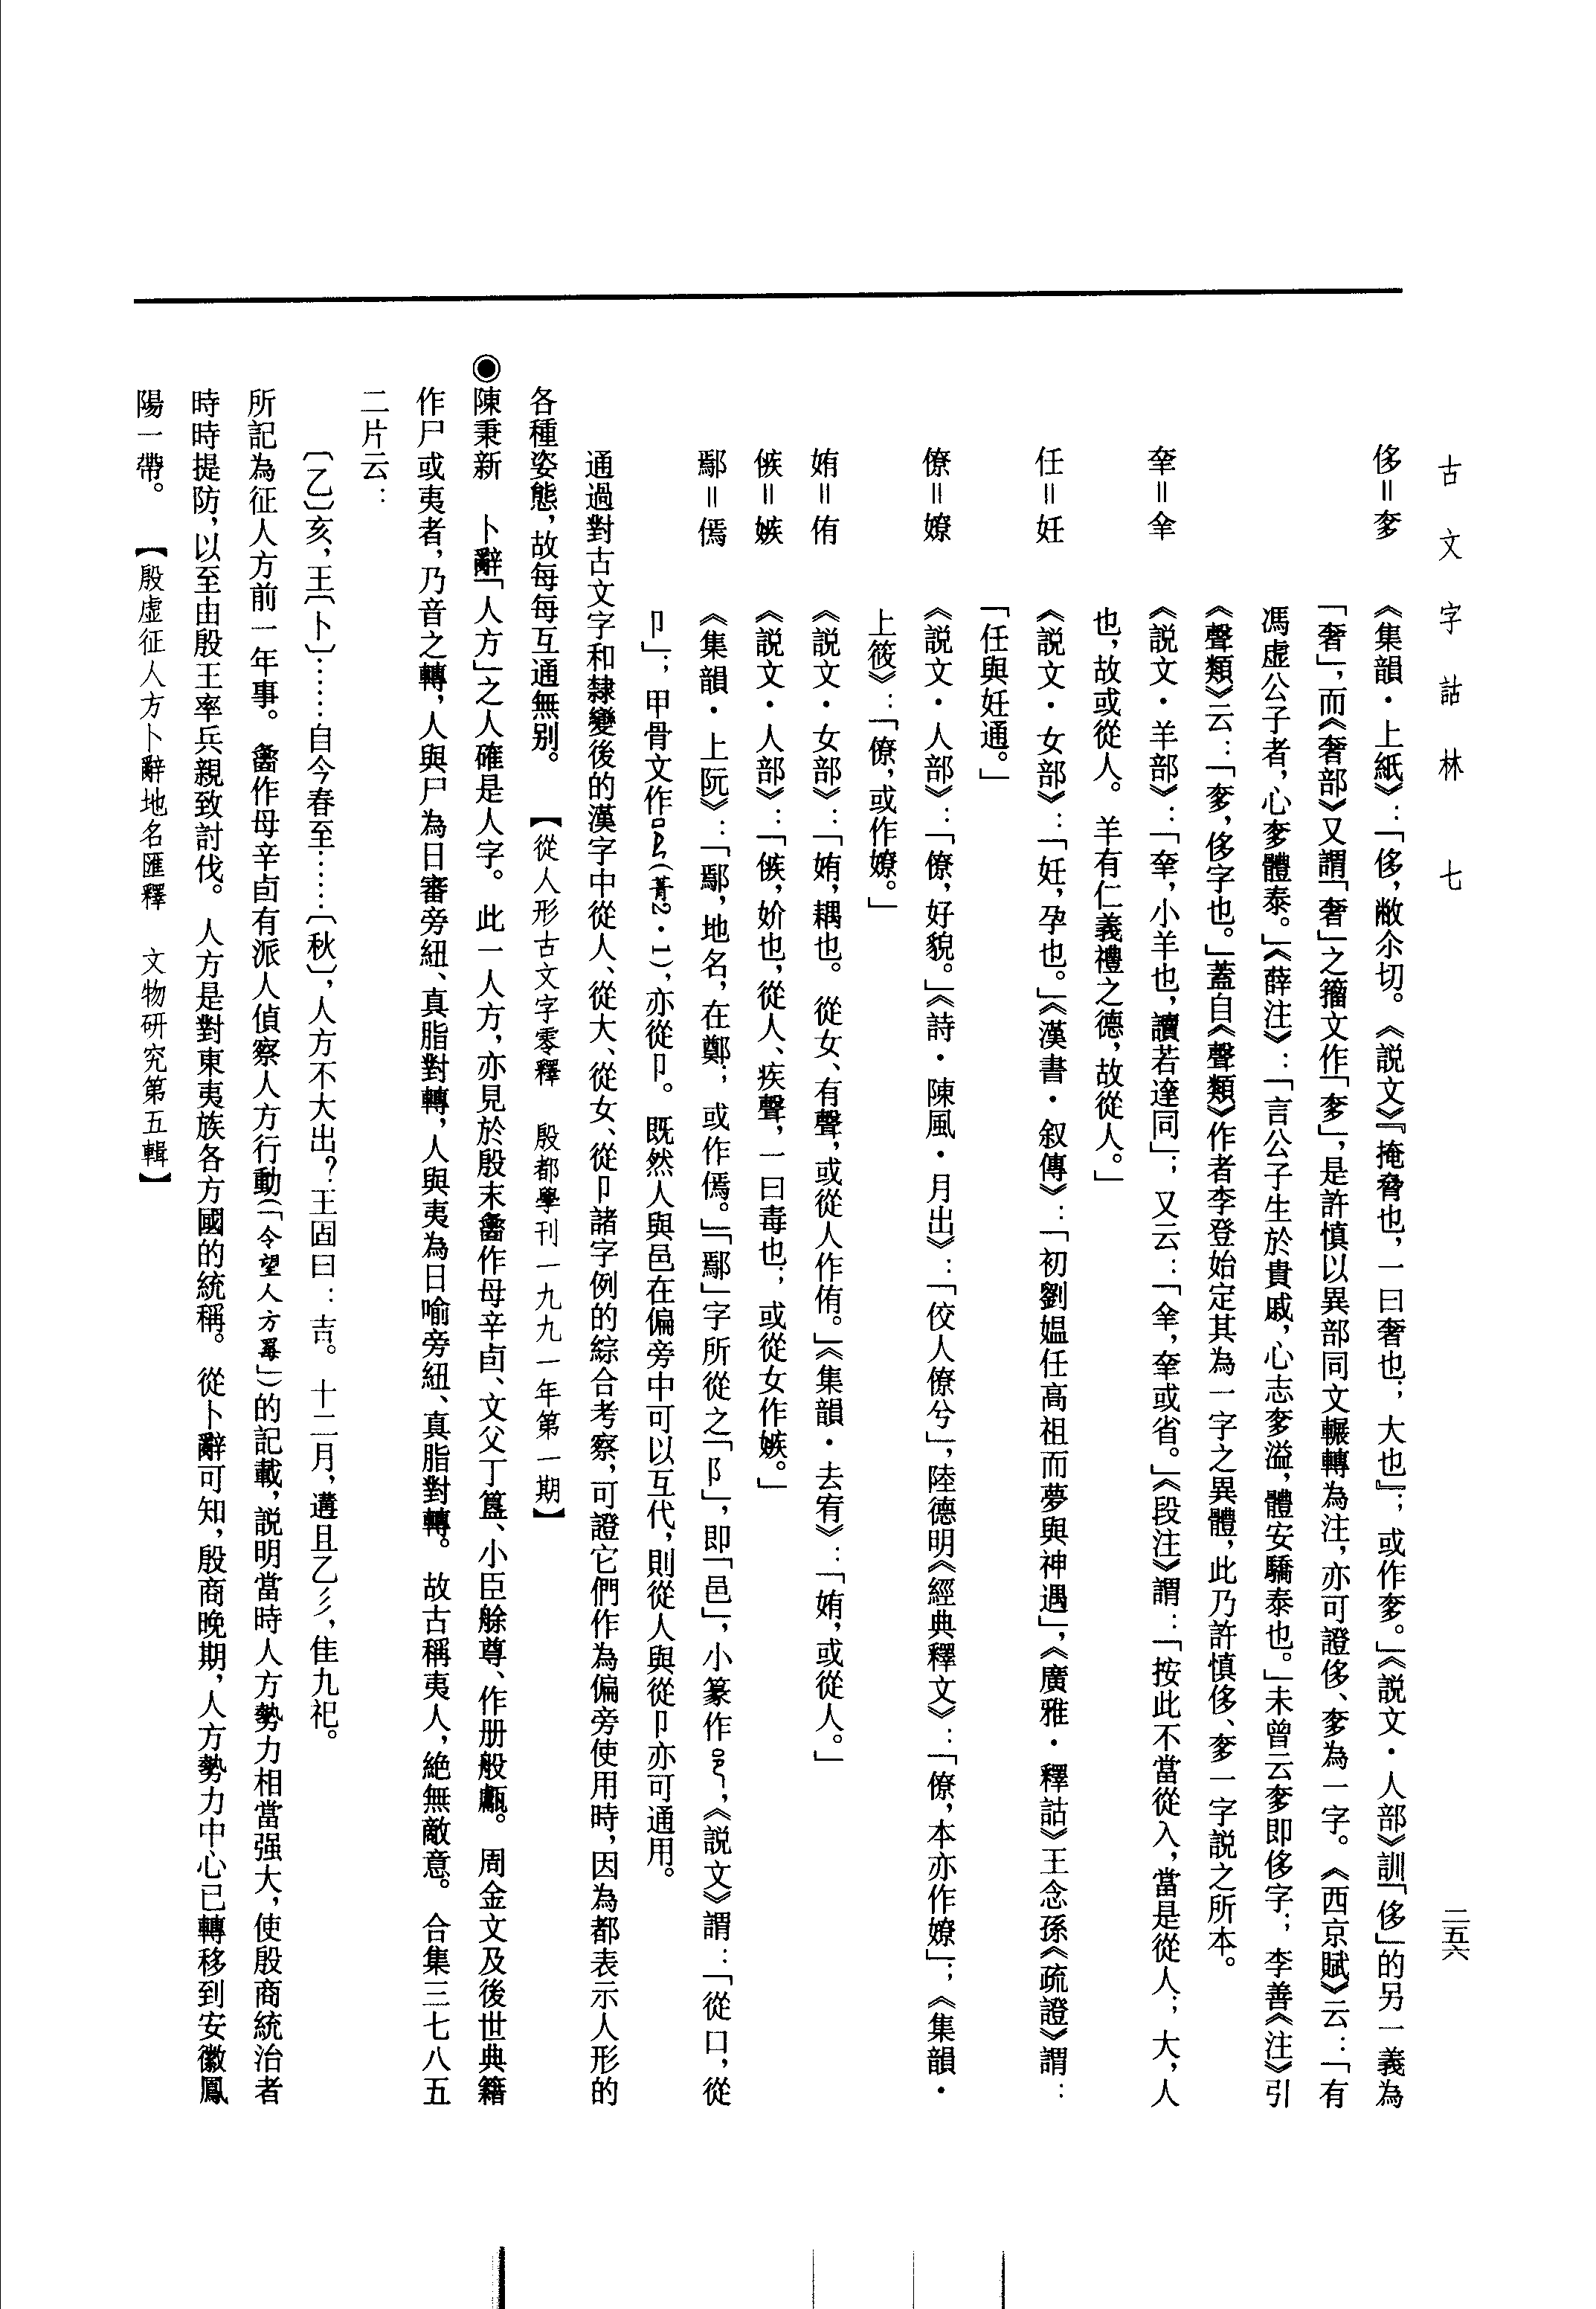 古文字詁林 七
二五六
侈＝奓 《集韻·上紙》：「侈，敝尒切。《説文》『掩脅也，一曰奢也；大也』；或作奓。」《説文·人部》訓「侈」的另一義為
「奢」，而《奢部》又謂「奢」之籀文作「奓」，是許慎以異部同文輾轉為注，亦可證侈、奓為一字。《西京賦》云：「有
馮虛公子者，心奓體泰。」《薛注》：「言公子生於貴戚，心志奓溢，體安驕泰也。」未曾云奓即侈字；李善《注》引
《聲類》云：「奓，侈字也。」蓋自《聲類》作者李登始定其為一字之異體，此乃許慎侈、奓一字説之所本。
羍＝𦍒 《説文·羊部》：「羍，小羊也，讀若達同」；又云：「𦍒，羍或省。」《段注》謂：「按此不當從入，當是從人；大，人
也，故或從人。羊有仁義禮之德，故從人。」
任＝妊 《説文·女部》：「妊，孕也。」《漢書·叙傳》：「初劉媪任高祖而夢與神遇」，《廣雅·釋詁》王念孫《疏證》謂：
「任與妊通。」
僚＝嫽 《説文·人部》：「僚，好貌。」《詩·陳風·月出》：「佼人僚兮」，陸德明《經典釋文》：「僚，本亦作嫽」；《集韻·
上筱》：「僚，或作嫽。」
姷＝侑 《説文·女部》：「姷，耦也。從女、有聲，或從人作侑。」《集韻·去宥》：「姷，或從人。」
㑵＝嫉 《説文·人部》：「㑵，妎也，從人、疾聲，一曰毒也；或從女作嫉。」
鄢＝傿 《集韻·上阮》：「鄢，地名，在鄭；或作傿。」「鄢」字所從之「阝」，即「邑」，小篆作，《説文》謂：「從口，從
卪」；甲骨文作（菁2·1），亦從卪。既然人與邑在偏旁中可以互代，則從人與從卪亦可通用。
通過對古文字和隸變後的漢字中從人、從大、從女、從卪諸字例的綜合考察，可證它們作為偏旁使用時，因為都表示人形的
各種姿態，故每每互通無别。 【從人形古文字零釋 殷都學刊一九九一年第一期】
◉陳秉新 卜辭「人方」之人確是人字。此一人方，亦見於殷末㽙作母辛卣、文父丁簋、小臣艅尊、作册般甗。周金文及後世典籍
作尸或夷者，乃音之轉，人與尸為日審旁紐、真脂對轉，人與夷為日喻旁紐、真脂對轉。故古稱夷人，絶無敵意。合集三七八五
二片云：
〔乙〕亥，王〔卜〕……自今春至……〔秋〕，人方不大出？王𡆥曰：吉。十二月，遘且乙彡，隹九祀。
所記為征人方前一年事。㽙作母辛卣有派人偵察人方行動（「令望人方」）的記載，説明當時人方勢力相當强大，使殷商統治者
時時提防，以至由殷王率兵親致討伐。人方是對東夷族各方國的統稱。從卜辭可知，殷商晚期，人方勢力中心已轉移到安徽鳳
陽一帶。 【殷虛征人方卜辭地名匯釋 文物研究第五輯】